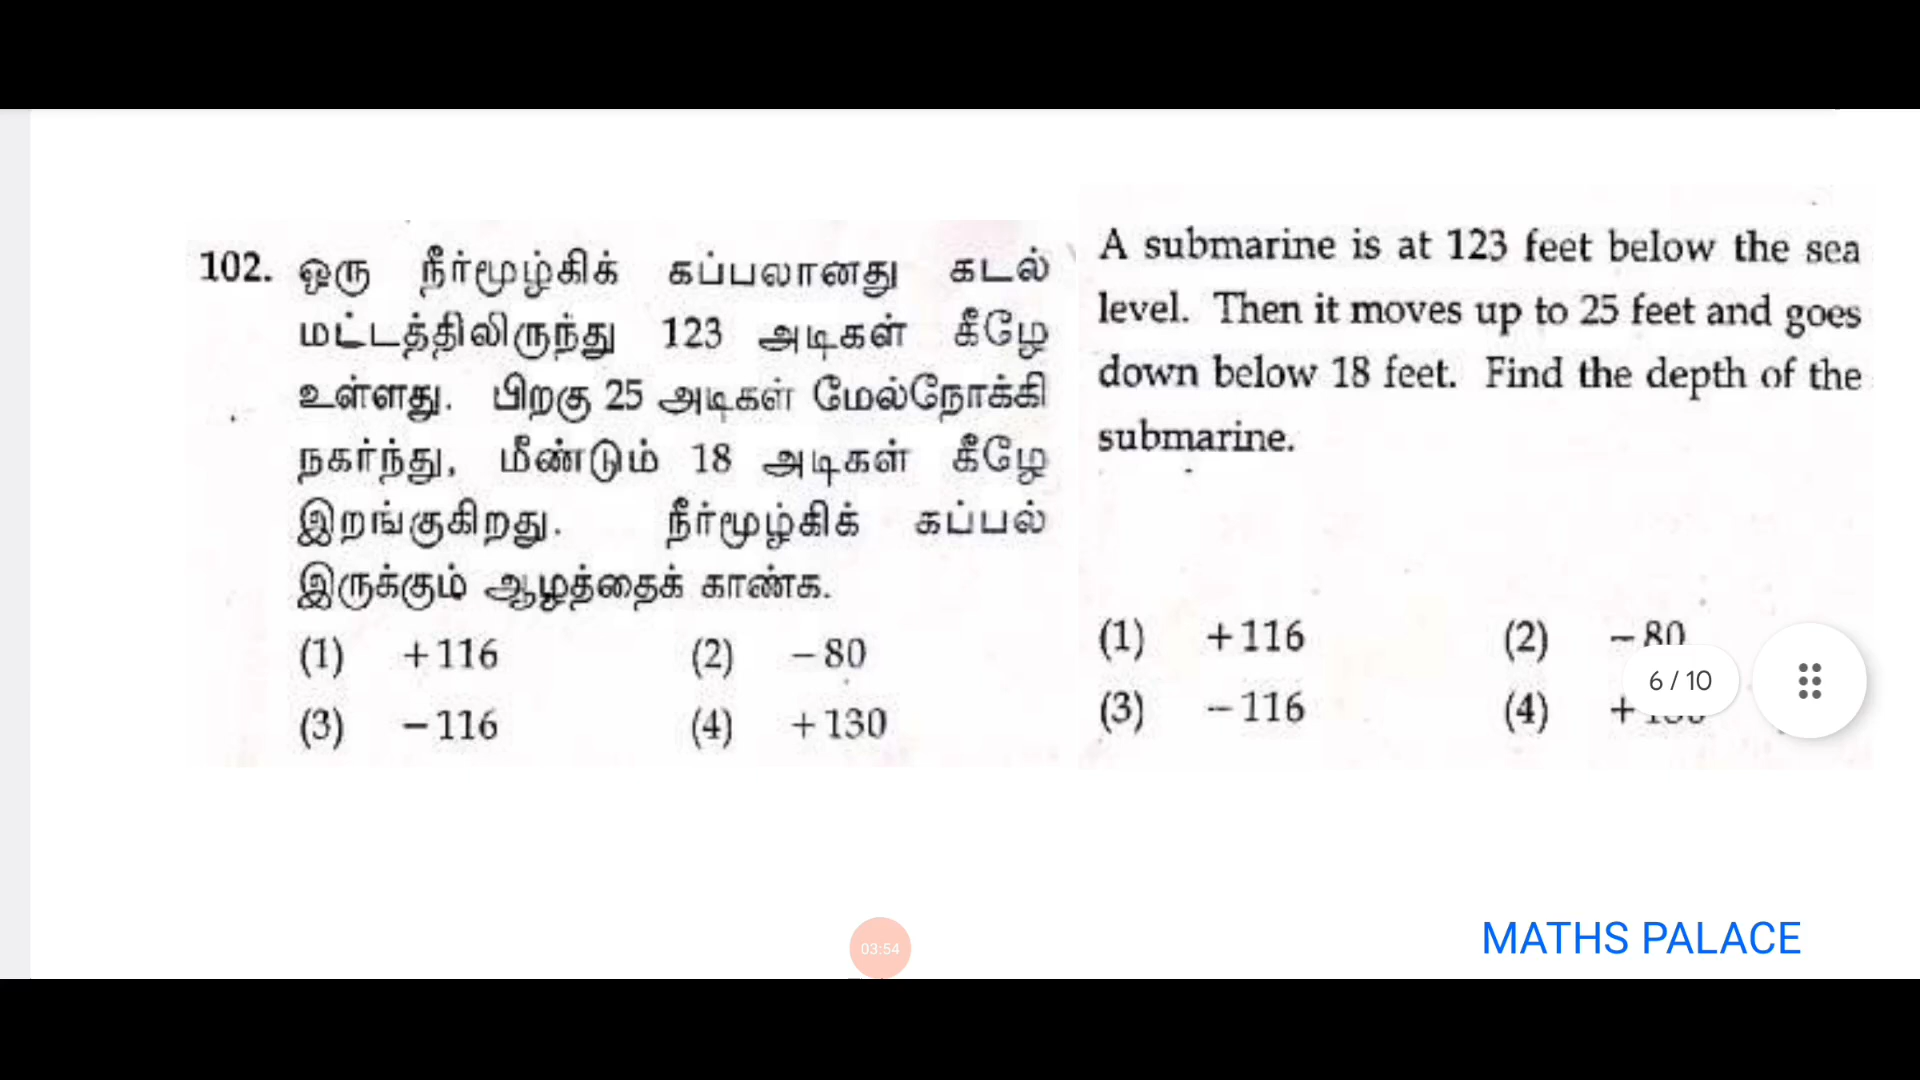 102. ஒரு நீர்மூழ்கிக் கப்பலானது கடல்
மட்டத்திலிருந்து 123 அடிகள் கீழே
உள்ளது. பிறகு 25 அடிகள் மேல்நோக்கி
நகர்ந்து, மீண்டும் 18 அடிகள் கீழே
இறங்குகிறது. நீர்மூழ்கிக் கப்பல்
இருக்கும் ஆழத்தைக் காண்க.
(1) +116 (2) −80
(3) −116 (4) +130
A submarine is at 123 feet below the sea
level. Then it moves up to 25 feet and goes
down below 18 feet. Find the depth of the
submarine.
(1) +116 (2) −80
(3) −116 (4) +
6 / 10
03:54
MATHS PALACE